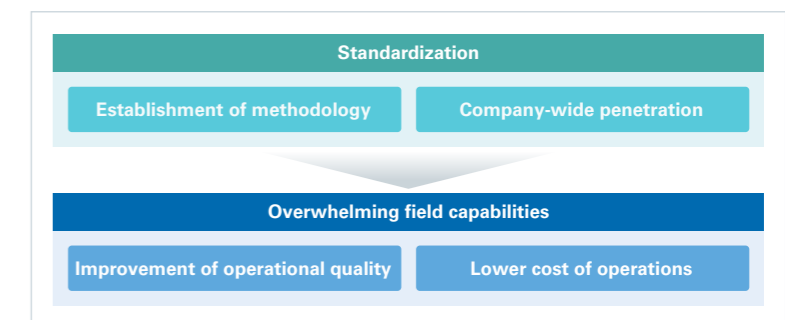 Standardization
Establishment of methodology
Company-wide penetration
Overwhelming field capabilities
Improvement of operational quality
Lower cost of operations